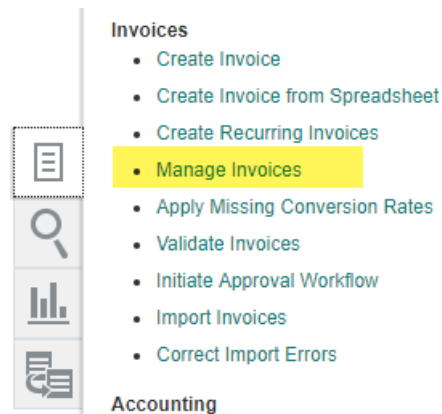 Invoices
Create Invoice
Create Invoice from Spreadsheet
Create Recurring Invoices
Manage Invoices
Apply Missing Conversion Rates
Validate Invoices
Initiate Approval Workflow
Import Invoices
Correct Import Errors
Accounting